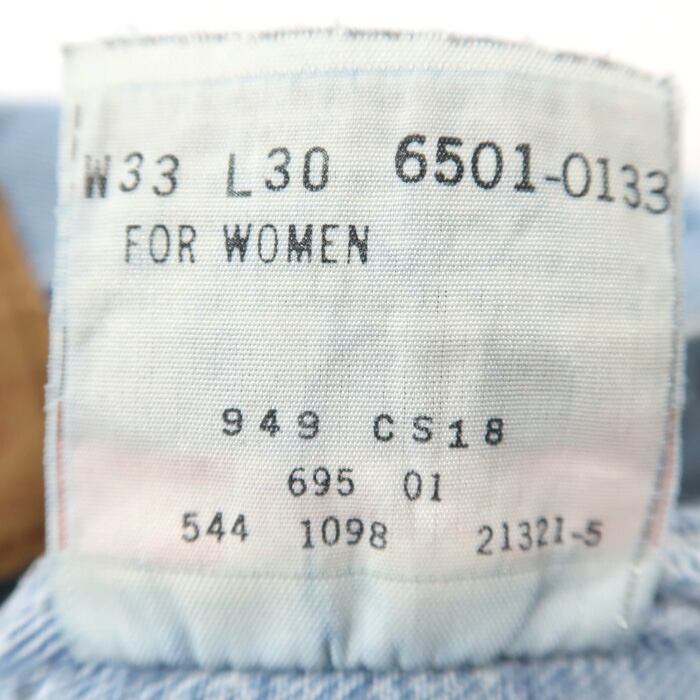 W33 L30 6501-0133
FOR WOMEN
949 CS18
695 01
544 1098 21321-5